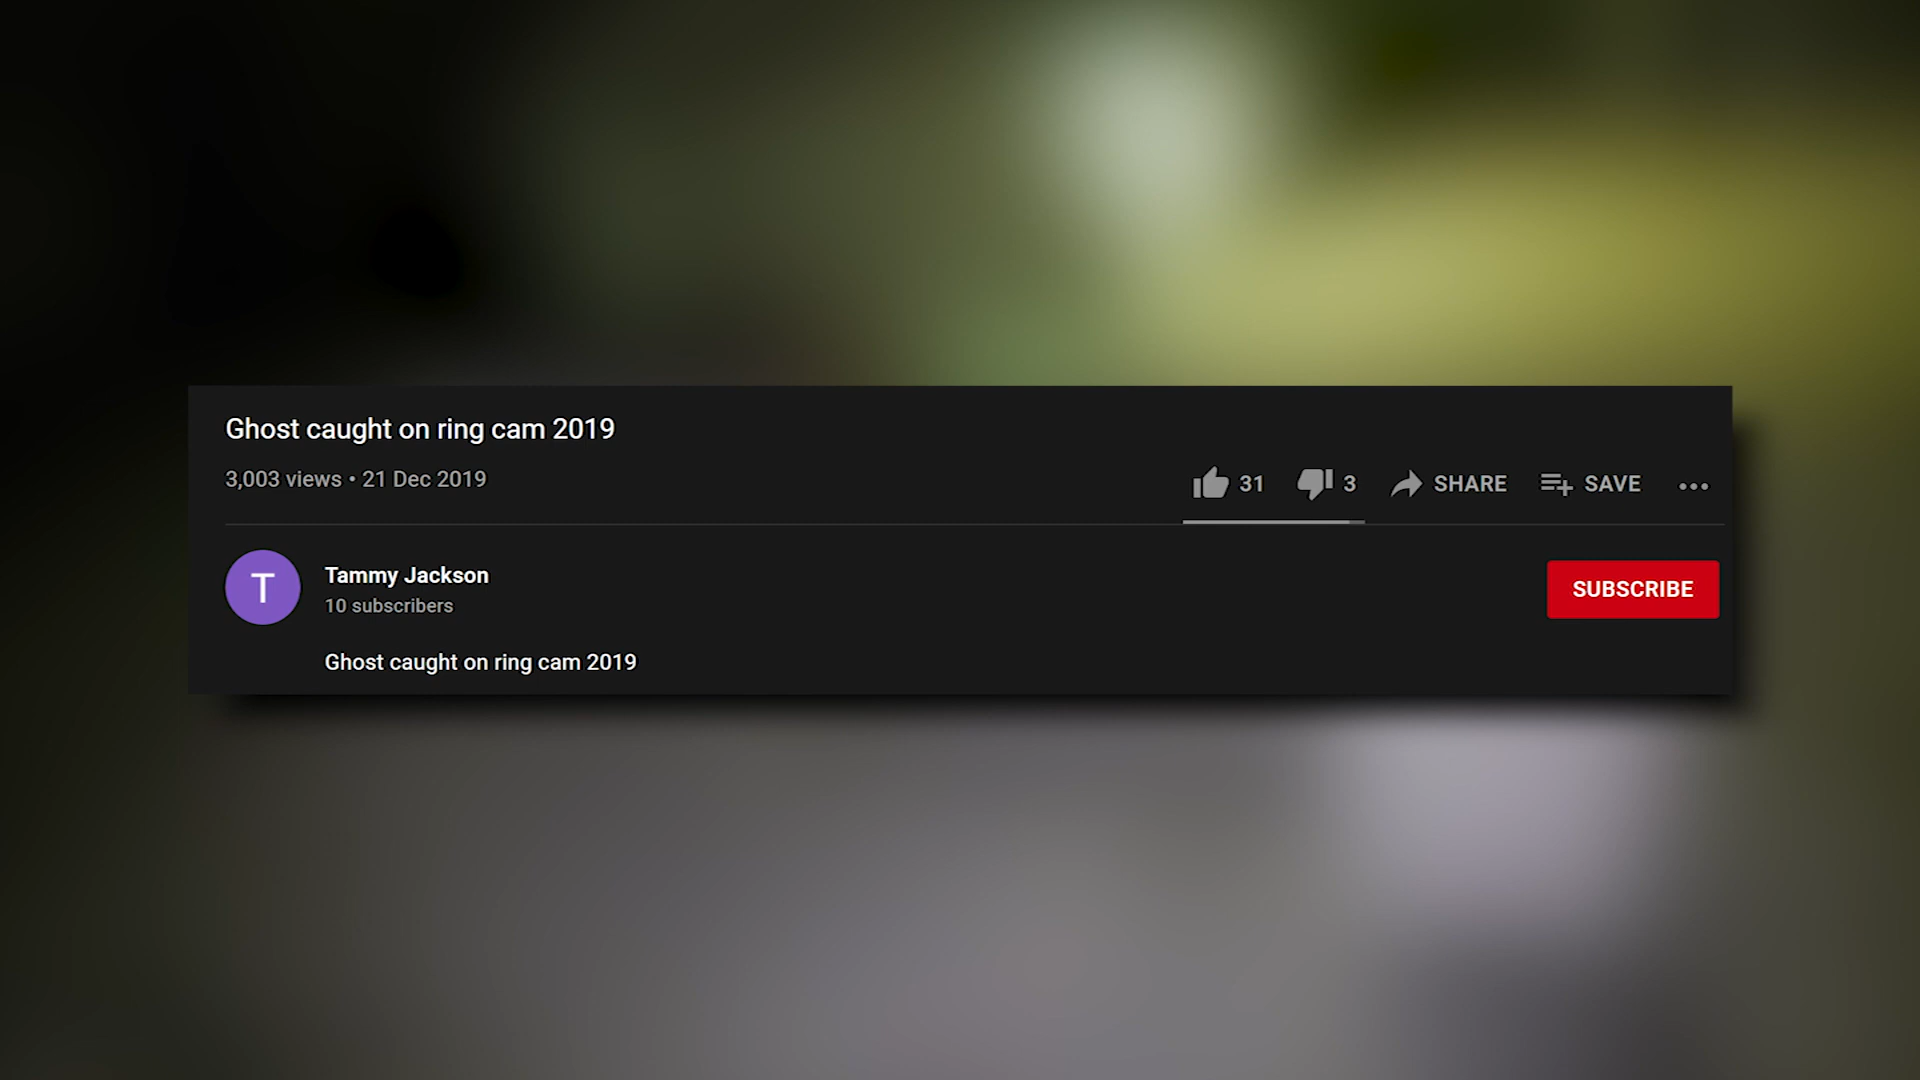 Ghost caught on ring cam 2019
3,003 views • 21 Dec 2019
31 3 SHARE SAVE
T
Tammy Jackson
10 subscribers
SUBSCRIBE
Ghost caught on ring cam 2019